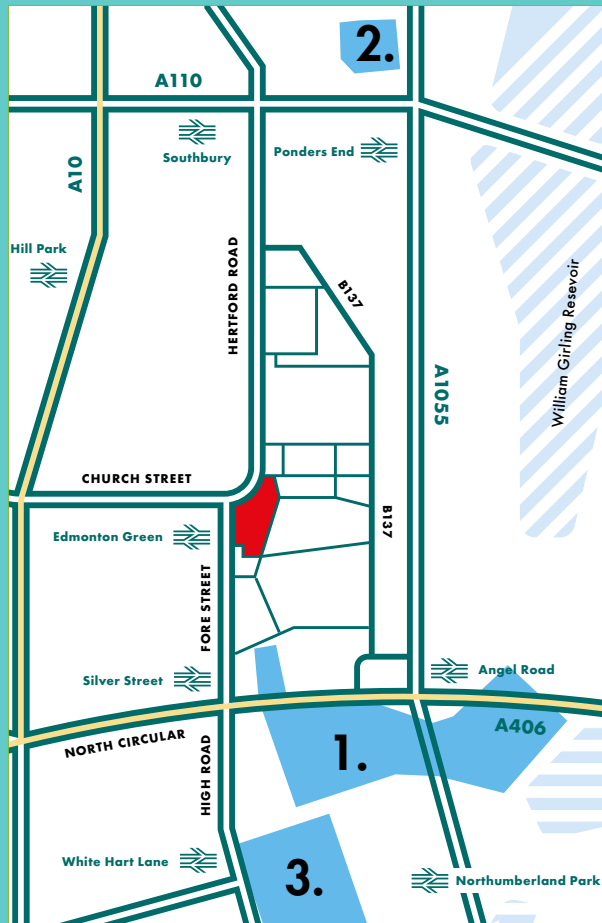 2.
A110
Southbury
Ponders End
A10
Hill Park
HERTFORD ROAD
B137
William Girling Resevoir
A1055
CHURCH STREET
B137
Edmonton Green
FORE STREET
Silver Street
Angel Road
A406
NORTH CIRCULAR
1.
HIGH ROAD
White Hart Lane
3.
Northumberland Park